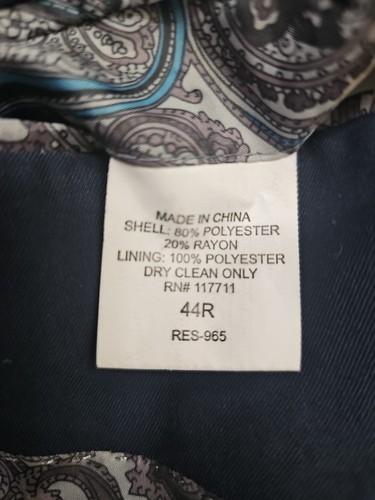 MADE IN CHINA
SHELL: 80% POLYESTER
20% RAYON
LINING: 100% POLYESTER
DRY CLEAN ONLY
RN# 117711
44R
RES-965